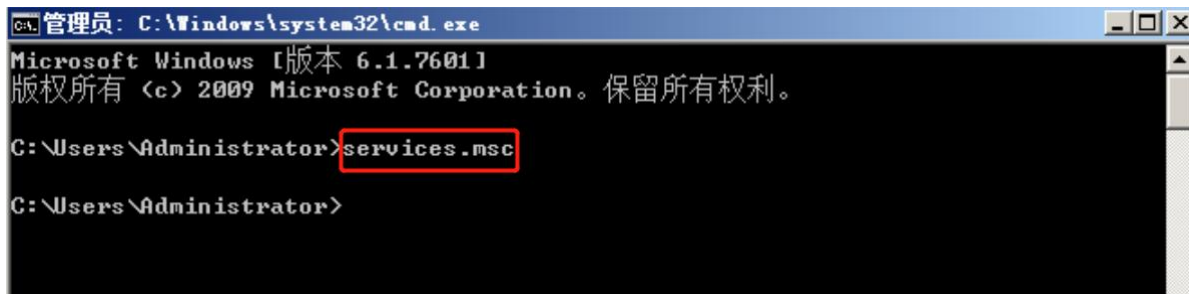 管理员: C:\Windows\system32\cmd.exe
Microsoft Windows [版本 6.1.7601]
版权所有 (c) 2009 Microsoft Corporation。保留所有权利。
C:\Users\Administrator>services.msc
C:\Users\Administrator>